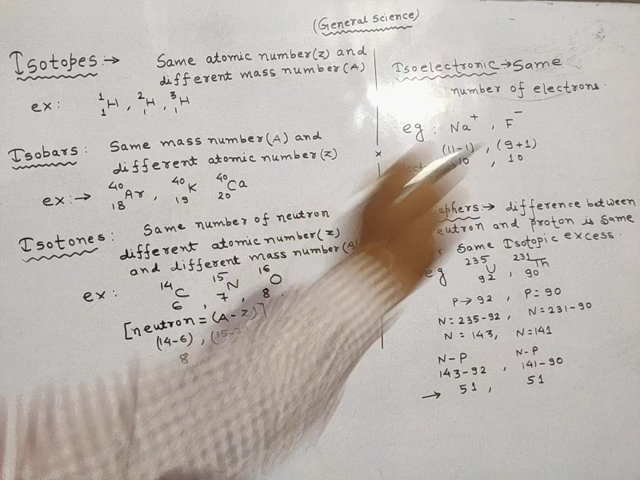 (General science)
Isotopes → Same atomic number(z) and
different mass number(A)
ex: ¹₁H, ²₁H, ³₁H
Isobars: Same mass number(A) and
different atomic number(z)
ex: → ⁴⁰₁₈Ar, ⁴⁰₁₉K ⁴⁰₂₀Ca
Isotones: Same number of neutron
different atomic number(z)
and different mass number(A
ex: ¹⁴₆C, ¹⁵₇N, ¹⁶₈O
[neutron = (A-z)]
(14-6), (15-
8
Isoelectronic → Same
number of electrons.
eg: Na⁺, F⁻
(11-1), (9+1)
10, 10
aphers → difference between
eutron and proton is same
Same Isotopic excess.
eg ²³⁵₉₂U, ²³¹₉₀Th
P → 92, P = 90
N = 235-92, N = 231-90
N = 143, N = 141
N-P N-P
143-92, 141-90
→ 51, 51